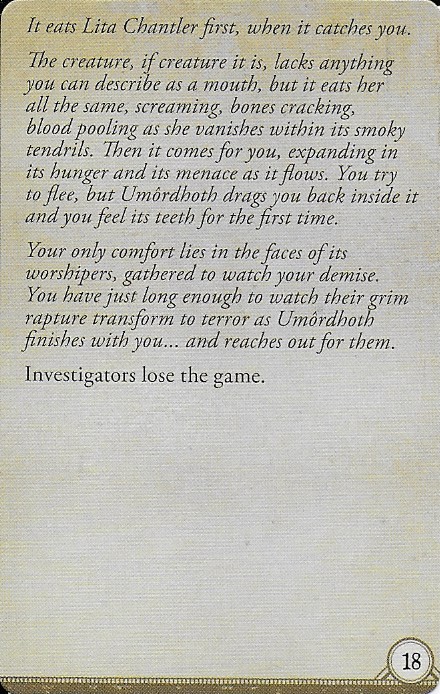 It eats Lita Chantler first, when it catches you.
The creature, if creature it is, lacks anything
you can describe as a mouth, but it eats her
all the same, screaming, bones cracking,
blood pooling as she vanishes within its smoky
tendrils. Then it comes for you, expanding in
its hunger and its menace as it flows. You try
to flee, but Umôrdhoth drags you back inside it
and you feel its teeth for the first time.
Your only comfort lies in the faces of its
worshipers, gathered to watch your demise.
You have just long enough to watch their grim
rapture transform to terror as Umôrdhoth
finishes with you... and reaches out for them.
Investigators lose the game.
18